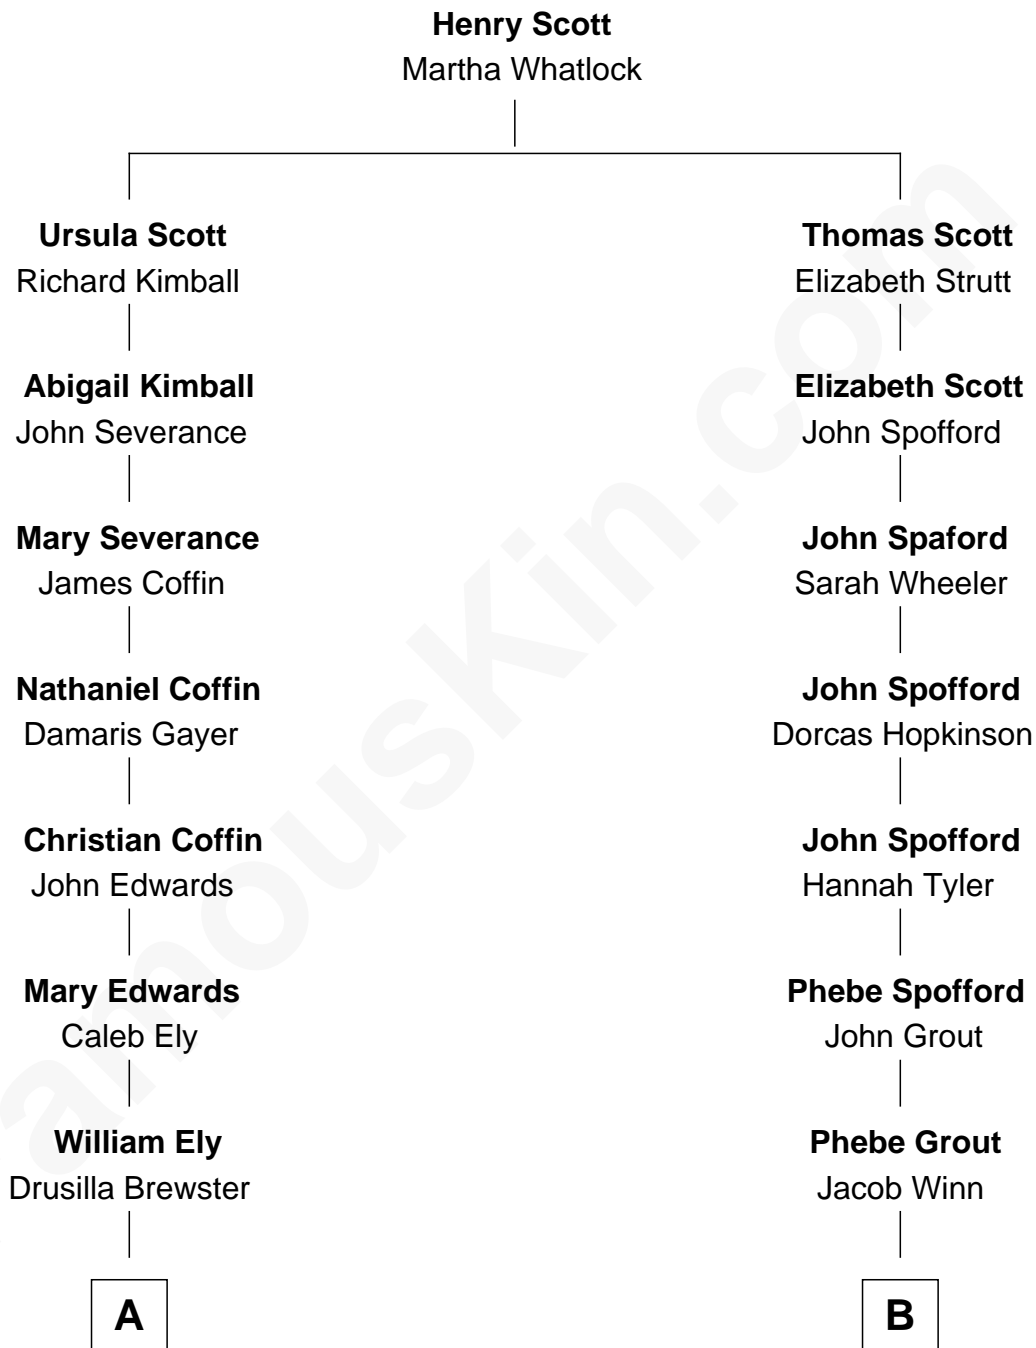 Henry Scott
Martha Whatlock
Ursula Scott
Richard Kimball
Thomas Scott
Elizabeth Strutt
Abigail Kimball
John Severance
Elizabeth Scott
John Spofford
Mary Severance
James Coffin
John Spaford
Sarah Wheeler
Nathaniel Coffin
Damaris Gayer
John Spofford
Dorcas Hopkinson
Christian Coffin
John Edwards
John Spofford
Hannah Tyler
Mary Edwards
Caleb Ely
Phebe Spofford
John Grout
William Ely
Drusilla Brewster
Phebe Grout
Jacob Winn
A
B
amousKin.com